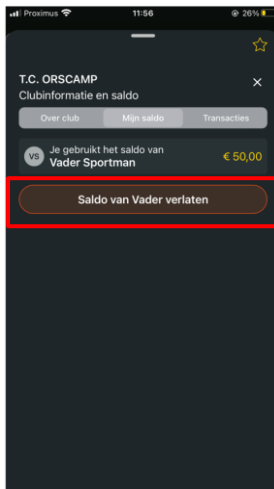 Proximus 11:56 26%
T.C. ORSCAMP
Clubinformatie en saldo
Over club Mijn saldo Transacties
VS Je gebruikt het saldo van
Vader Sportman € 50,00
Saldo van Vader verlaten